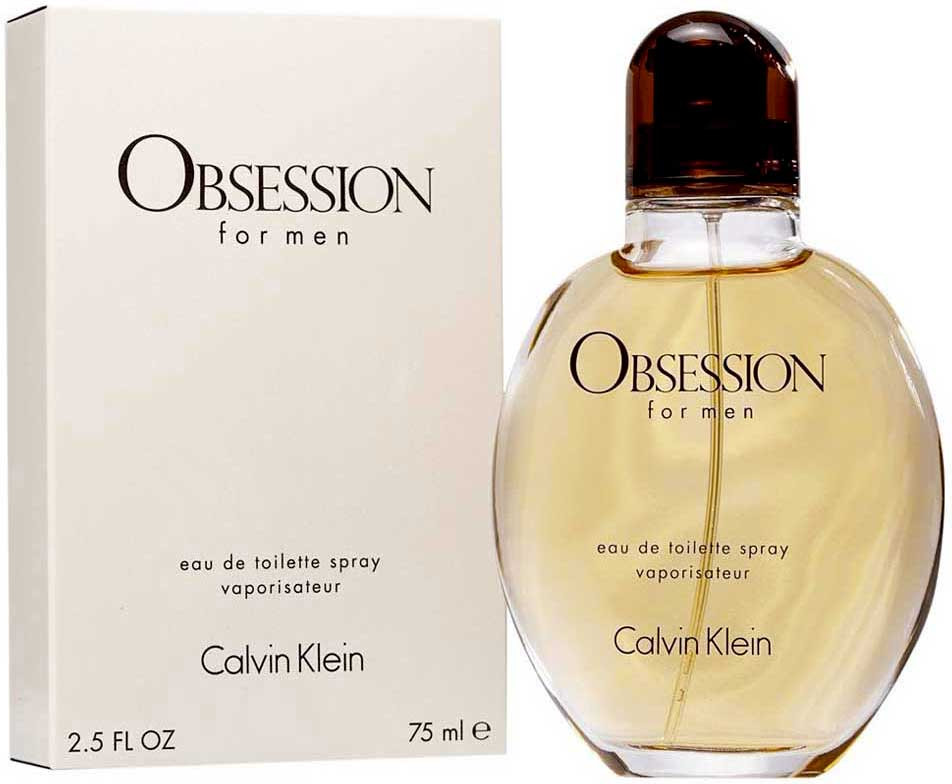 OBSESSION
for men
eau de toilette spray
vaporisateur
Calvin Klein
2.5 FL OZ
75 ml e
OBSESSION
for men
eau de toilette spray
vaporisateur
Calvin Klein